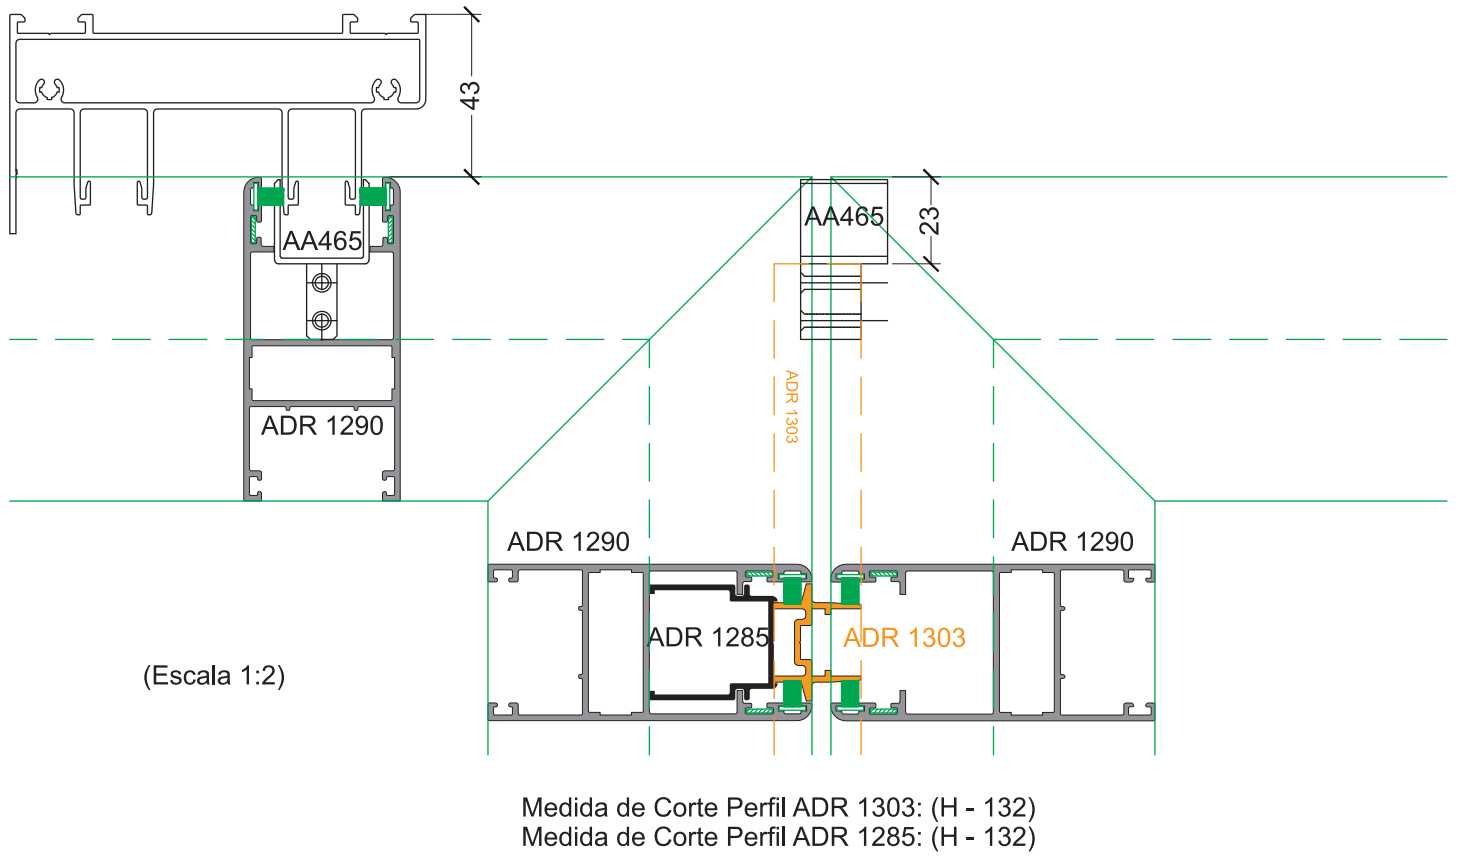 43
AA465
AA465
23
ADR 1303
ADR 1290
ADR 1290
ADR 1290
ADR 1285
ADR 1303
(Escala 1:2)
Medida de Corte Perfil ADR 1303: (H - 132)
Medida de Corte Perfil ADR 1285: (H - 132)